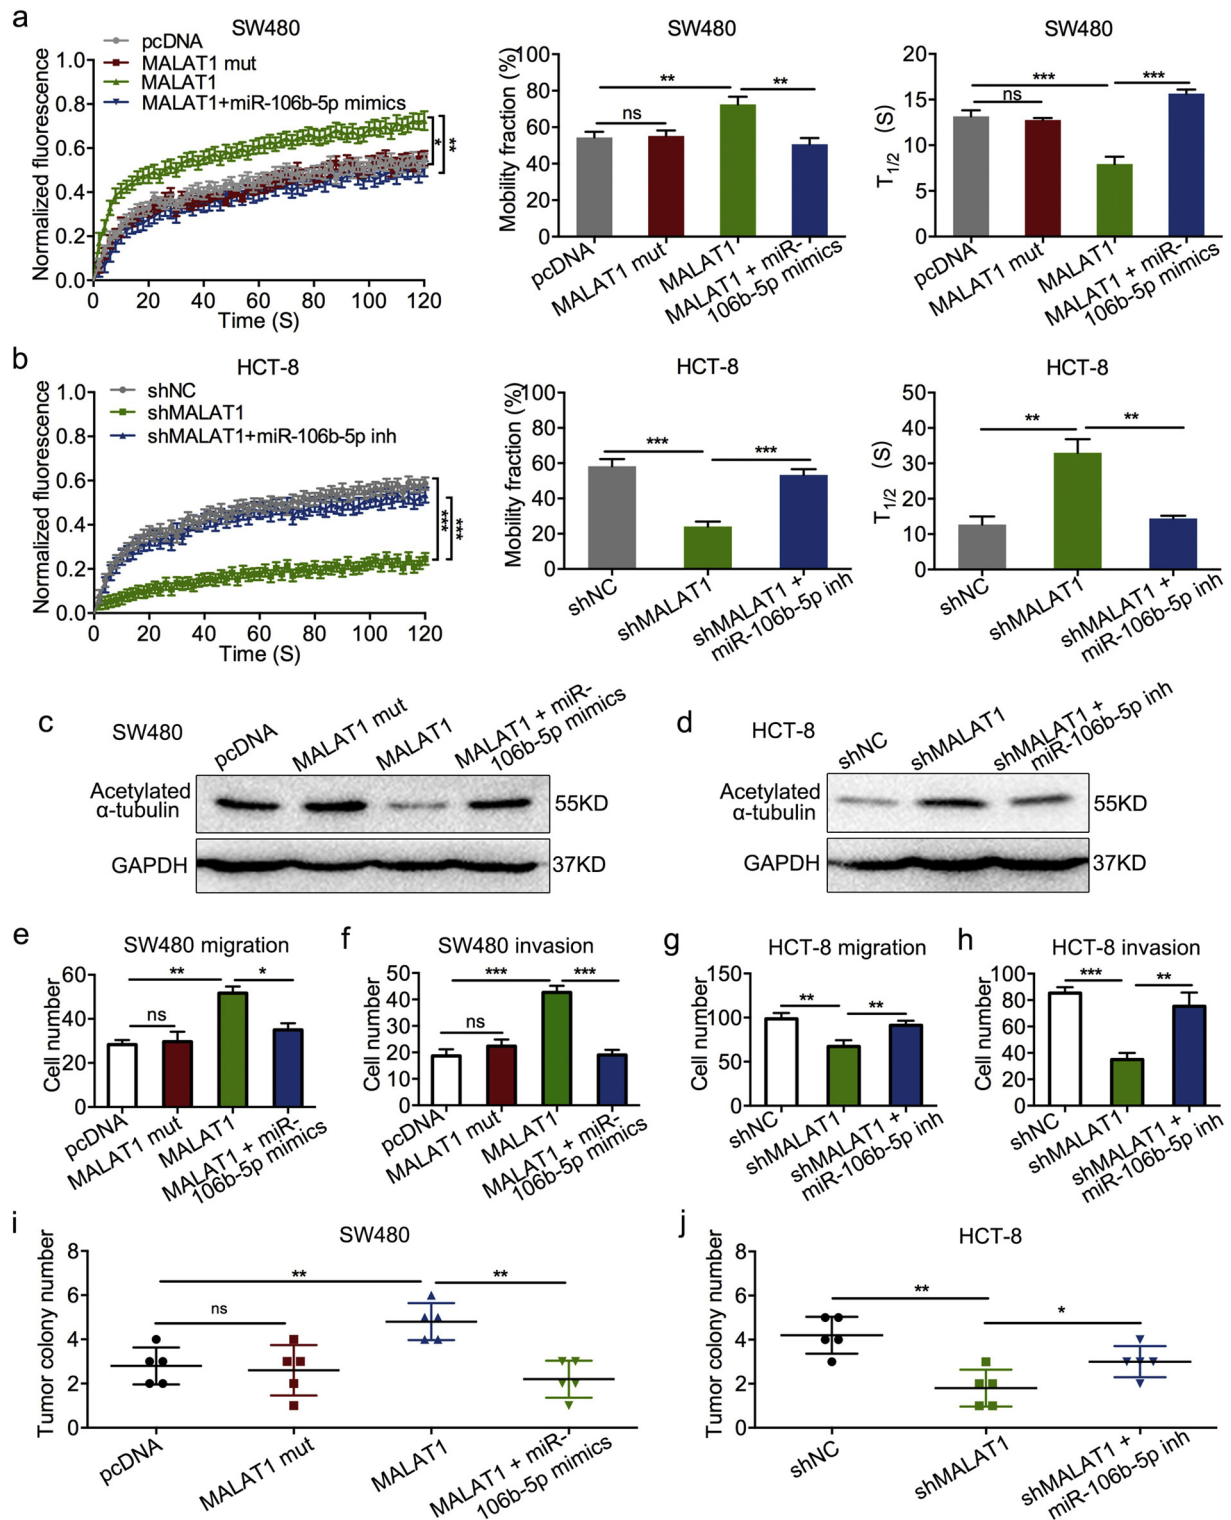 a
SW480
pcDNA
MALAT1 mut
MALAT1
MALAT1+miR-106b-5p mimics
Normalized fluorescence
1.0
0.8
0.6
0.4
0.2
0.0
0 20 40 60 80 100 120
Time (S)
*
**
SW480
Mobility fraction (%)
100
80
60
40
20
0
ns
**
**
pcDNA
MALAT1 mut
MALAT1
MALAT1 + miR-
106b-5p mimics
SW480
T1/2 (S)
20
15
10
5
0
ns
***
***
pcDNA
MALAT1 mut
MALAT1
MALAT1 + miR-
106b-5p mimics
b
HCT-8
shNC
shMALAT1
shMALAT1+miR-106b-5p inh
Normalized fluorescence
1.0
0.8
0.6
0.4
0.2
0.0
0 20 40 60 80 100 120
Time (S)
***
***
HCT-8
Mobility fraction (%)
100
80
60
40
20
0
***
***
shNC
shMALAT1
shMALAT1 +
miR-106b-5p inh
HCT-8
T1/2 (S)
50
40
30
20
10
0
**
**
shNC
shMALAT1
shMALAT1 +
miR-106b-5p inh
c
SW480
pcDNA
MALAT1 mut
MALAT1
MALAT1 + miR-
106b-5p mimics
Acetylated
α-tubulin
55KD
GAPDH
37KD
d
HCT-8
shNC
shMALAT1
shMALAT1 +
miR-106b-5p inh
Acetylated
α-tubulin
55KD
GAPDH
37KD
e
SW480 migration
Cell number
60
40
20
0
ns
**
*
pcDNA
MALAT1 mut
MALAT1
MALAT1 + miR-
106b-5p mimics
f
SW480 invasion
Cell number
50
40
30
20
10
0
ns
***
***
pcDNA
MALAT1 mut
MALAT1
MALAT1 + miR-
106b-5p mimics
g
HCT-8 migration
Cell number
150
100
50
0
**
**
shNC
shMALAT1
shMALAT1 +
miR-106b-5p inh
h
HCT-8 invasion
Cell number
100
80
60
40
20
0
***
**
shNC
shMALAT1
shMALAT1 +
miR-106b-5p inh
i
SW480
Tumor colony number
8
6
4
2
0
ns
**
**
pcDNA
MALAT1 mut
MALAT1
MALAT1 + miR-
106b-5p mimics
j
HCT-8
Tumor colony number
8
6
4
2
0
**
*
shNC
shMALAT1
shMALAT1 +
miR-106b-5p inh